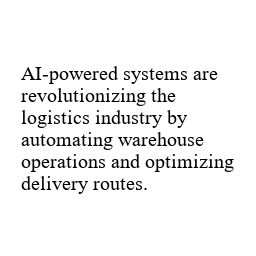 AI-powered systems are
revolutionizing the
logistics industry by
automating warehouse
operations and optimizing
delivery routes.